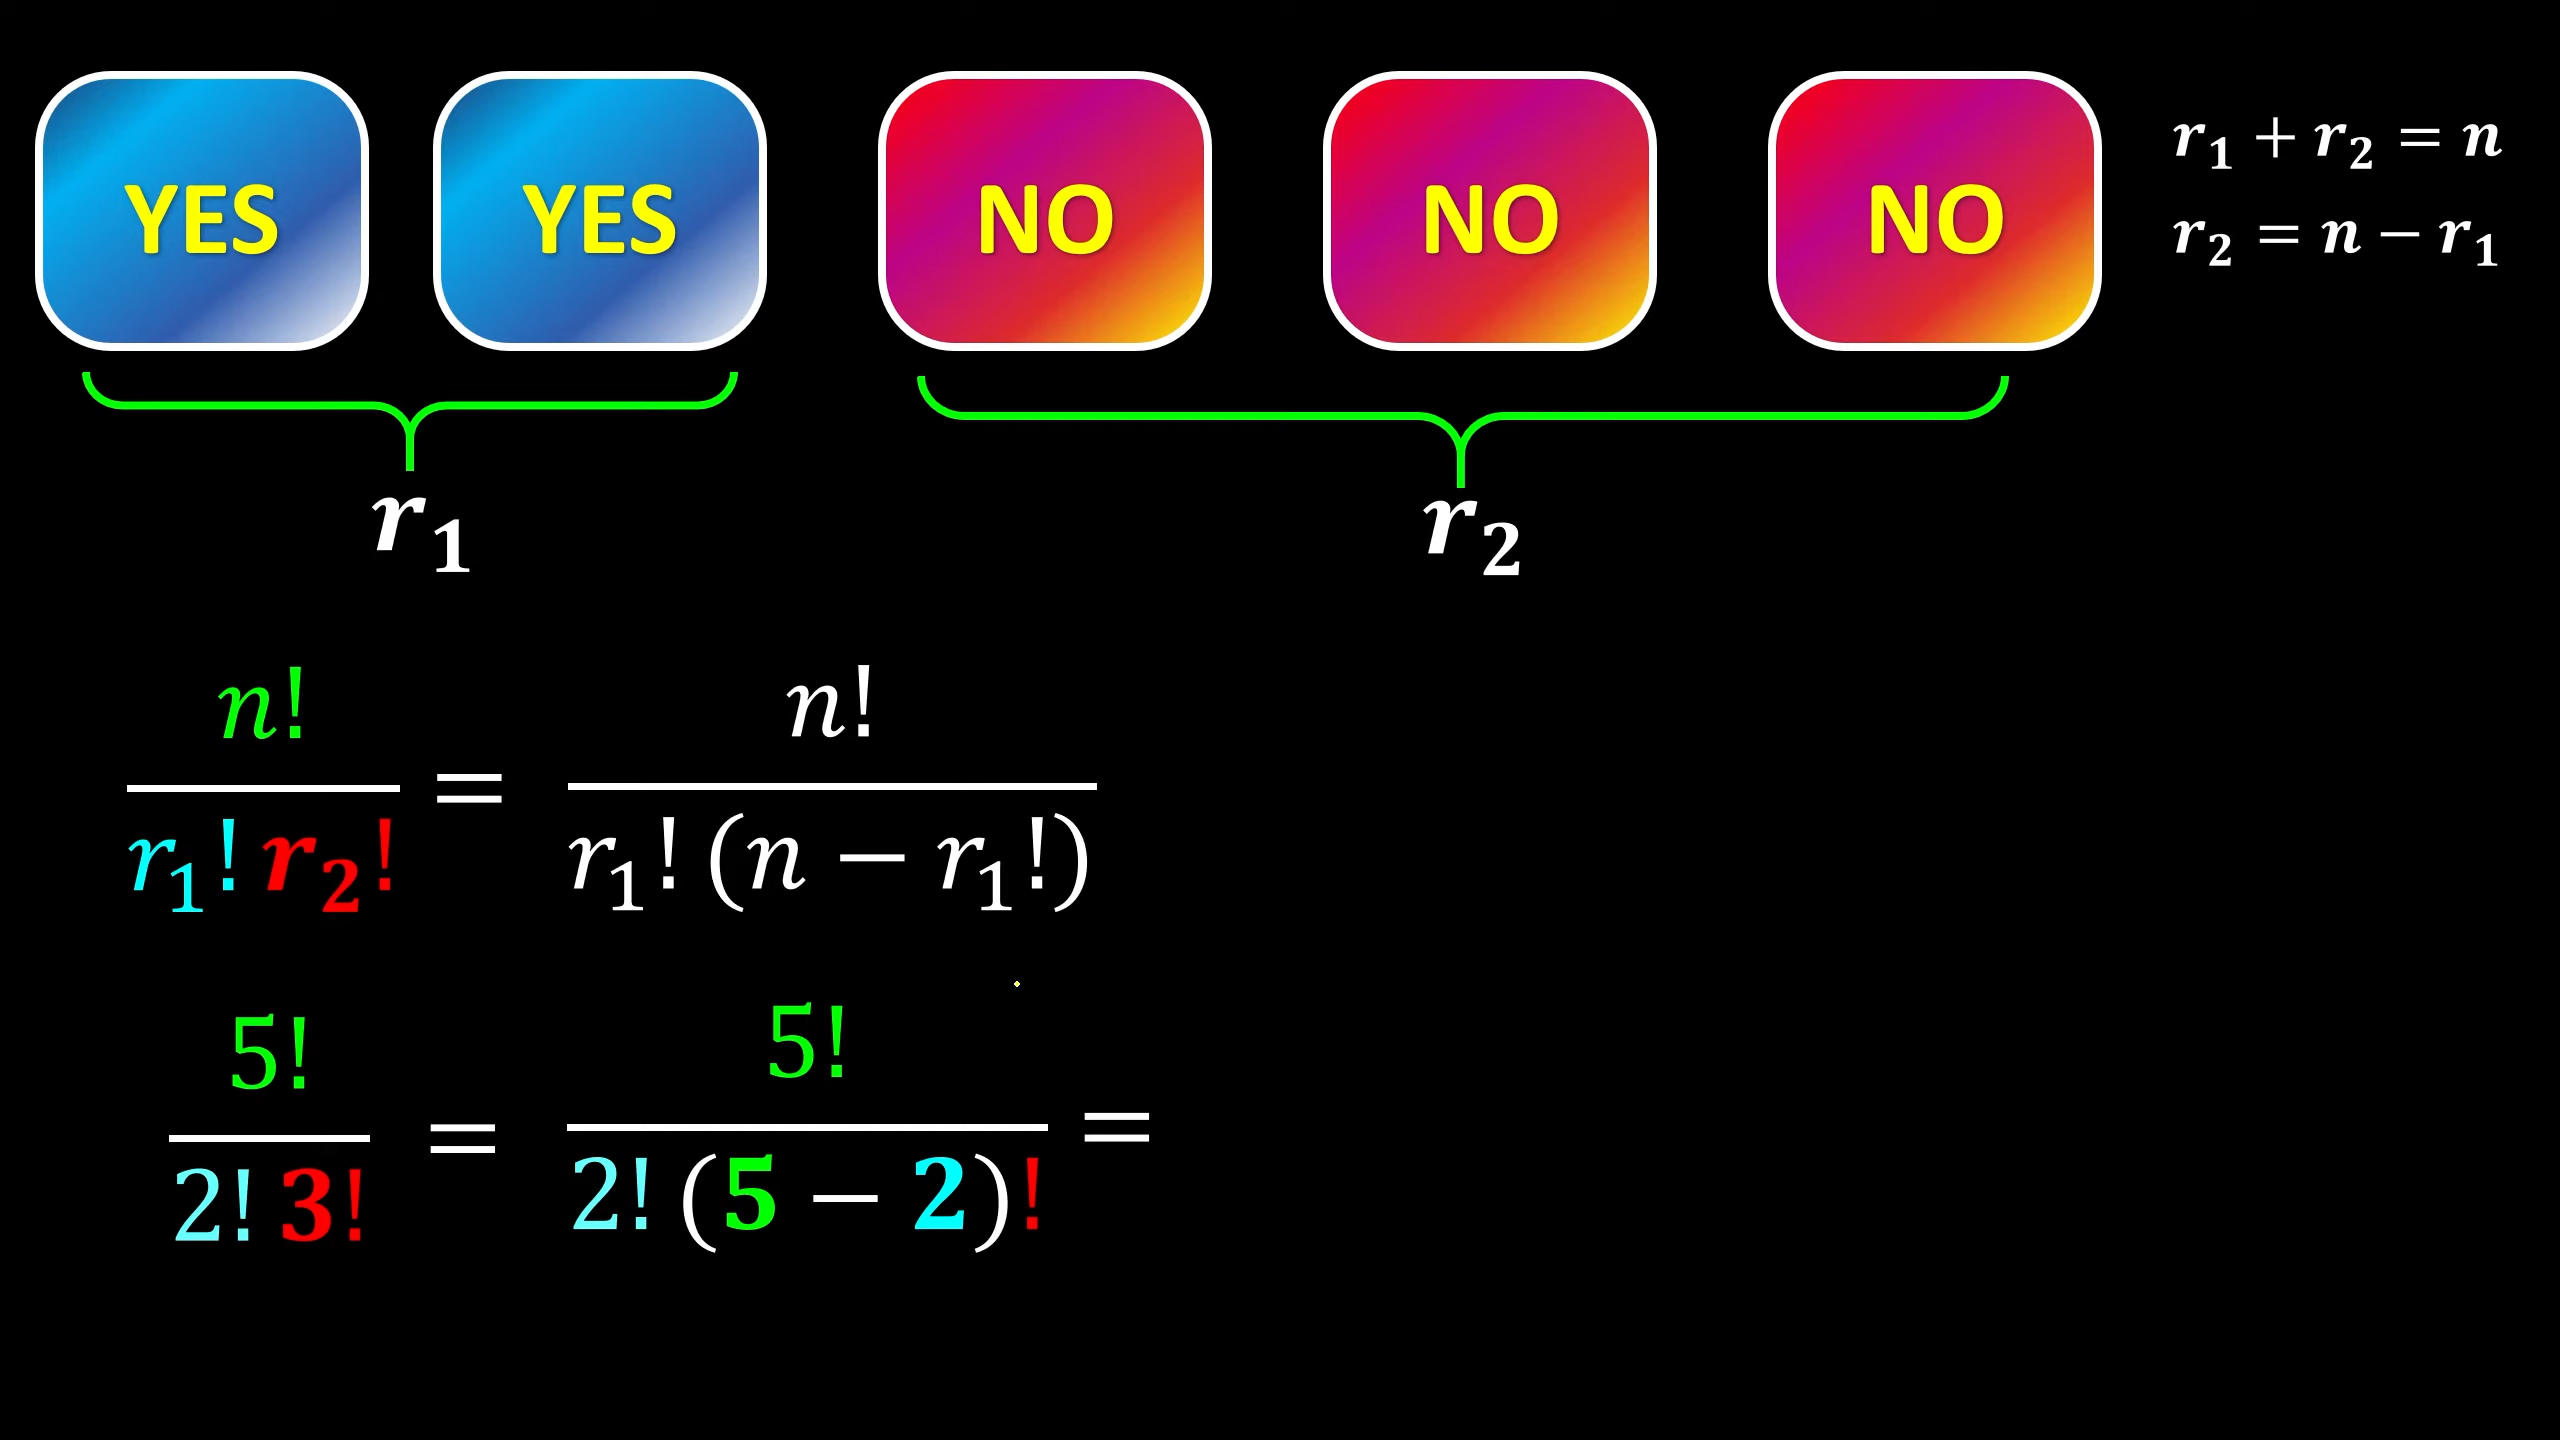 YES YES NO NO NO
r₁ + r₂ = n
r₂ = n − r₁
r₁ r₂
n! / r₁! r₂! = n! / r₁! (n − r₁!)
5! / 2! 3! = 5! / 2! (5 − 2)! =